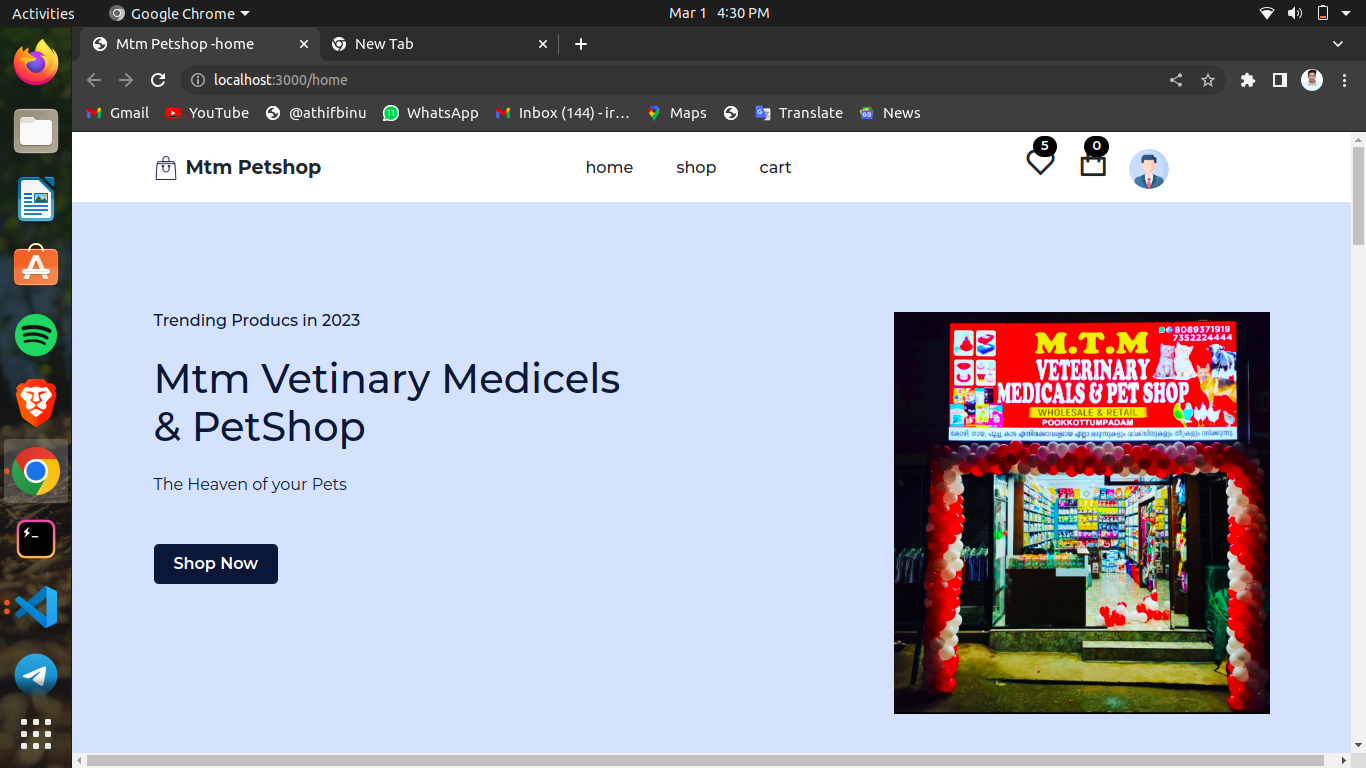 Activities
Google Chrome
Mar 1 4:30 PM
Mtm Petshop -home
New Tab
localhost:3000/home
Gmail
YouTube
@athifbinu
WhatsApp
Inbox (144) - ir...
Maps
Translate
News
Mtm Petshop
home
shop
cart
5
0
Trending Producs in 2023
Mtm Vetinary Medicels
& PetShop
The Heaven of your Pets
Shop Now
8089371919
7352224444
M.T.M
VETERINARY
MEDICALS & PET SHOP
WHOLESALE & RETAIL
POOKKOTTUMPADAM